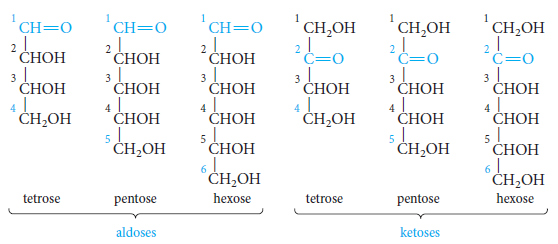 1 CH=O
2 CHOH
3 CHOH
4 CH₂OH
tetrose
1 CH=O
2 CHOH
3 CHOH
4 CHOH
5 CH₂OH
pentose
1 CH=O
2 CHOH
3 CHOH
4 CHOH
5 CHOH
6 CH₂OH
hexose
aldoses
1 CH₂OH
2 C=O
3 CHOH
4 CH₂OH
tetrose
1 CH₂OH
2 C=O
3 CHOH
4 CHOH
5 CH₂OH
pentose
1 CH₂OH
2 C=O
3 CHOH
4 CHOH
5 CHOH
6 CH₂OH
hexose
ketoses